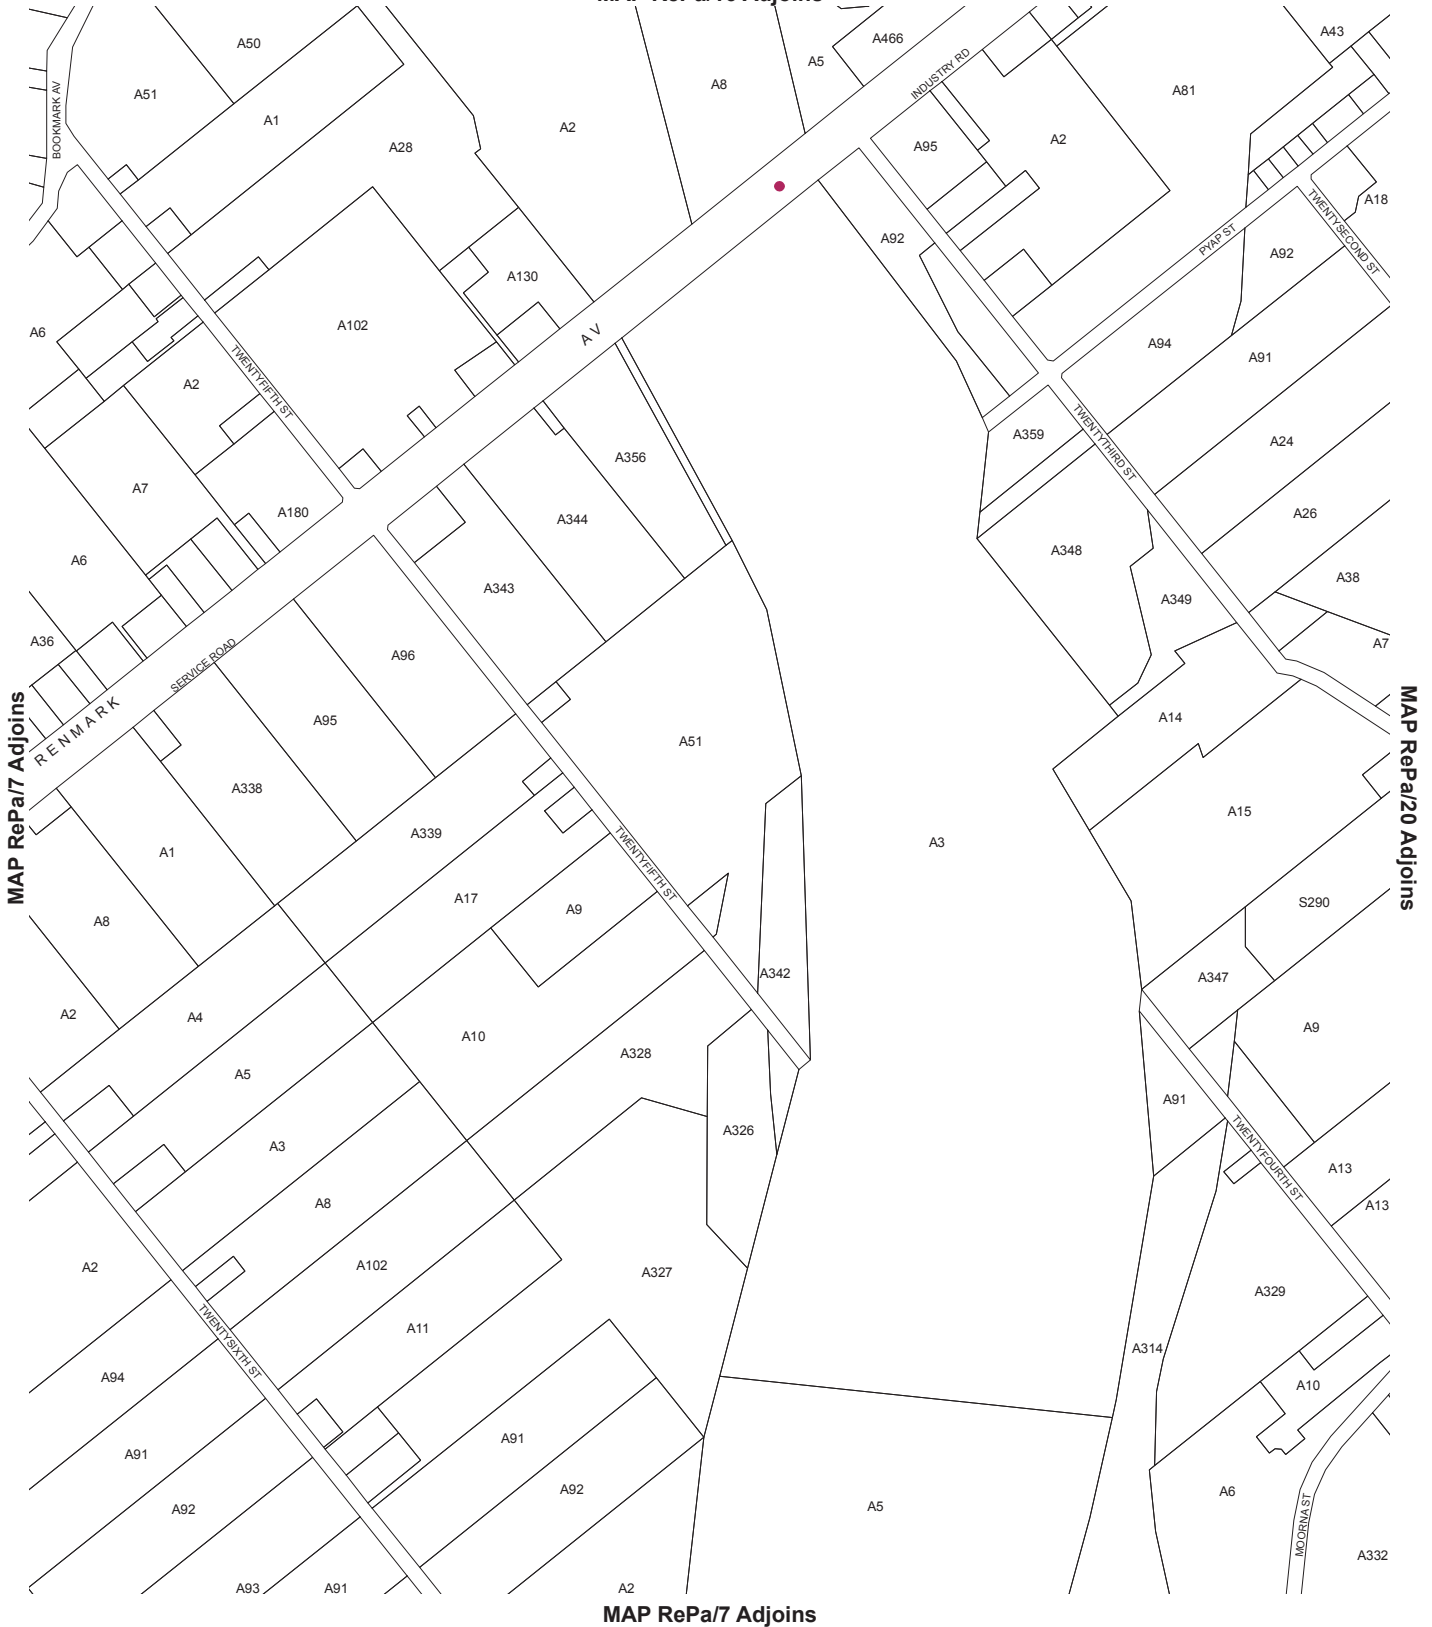 A50
A466
A43
A5
A8
A51
A81
INDUSTRY RD
A1
A2
BOOKMARK AV
A28
A95
A2
A18
A92
TWENTYSECOND ST
PYAP ST
A92
A130
A102
A6
A V
A94
A91
TWENTYFIFTH ST
A2
A359
TWENTYTHIRD ST
A24
A356
A7
A180
A344
A26
A6
A348
A38
A343
A349
A36
A7
SERVICE ROAD
A96
MAP RePa/7 Adjoins
RENMARK
A95
A14
MAP RePa/20 Adjoins
A51
A338
A15
A339
A3
A1
TWENTYFIFTH ST
A17
A9
S290
A8
A342
A347
A2
A4
A10
A9
A328
A5
A91
A326
A3
TWENTYFOURTH ST
A13
A8
A13
A2
A102
A327
A329
A11
TWENTYSIXTH ST
A314
A94
A10
A91
A91
A92
A92
A5
A6
MOORNA ST
A332
A93
A91
A2
MAP RePa/7 Adjoins